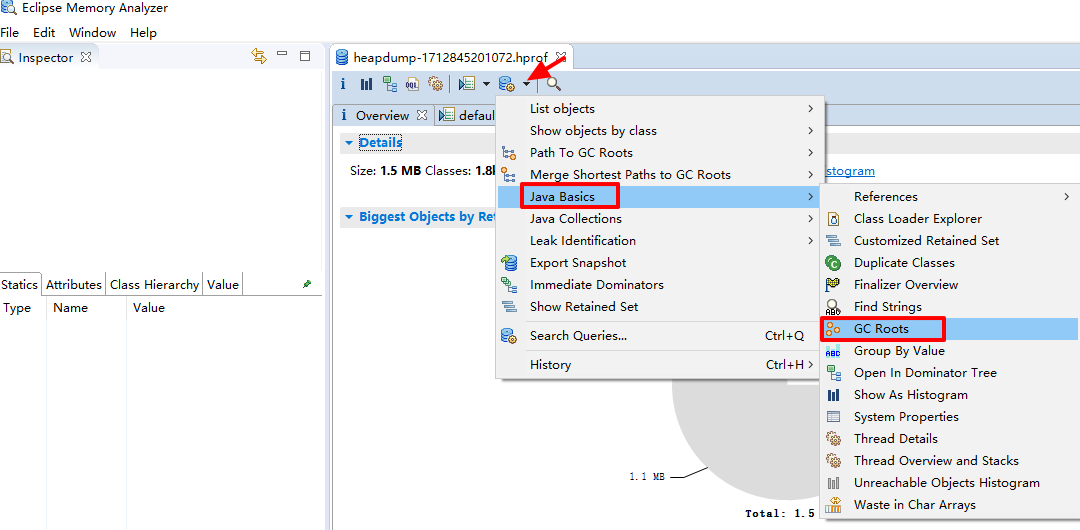 Eclipse Memory Analyzer
File Edit Window Help
Inspector
heapdump-1712845201072.hprof
i OQL
i Overview defaul
Details
Size: 1.5 MB Classes: 1.8k
istogram
Biggest Objects by Ret
List objects
Show objects by class
Path To GC Roots
Merge Shortest Paths to GC Roots
Java Basics
Java Collections
Leak Identification
Export Snapshot
Immediate Dominators
Show Retained Set
Search Queries... Ctrl+Q
History Ctrl+H
References
Class Loader Explorer
Customized Retained Set
Duplicate Classes
Finalizer Overview
Find Strings
GC Roots
Group By Value
Open In Dominator Tree
Show As Histogram
System Properties
Thread Details
Thread Overview and Stacks
Unreachable Objects Histogram
Waste in Char Arrays
Statics Attributes Class Hierarchy Value
Type Name Value
1.1 MB
Total: 1.5